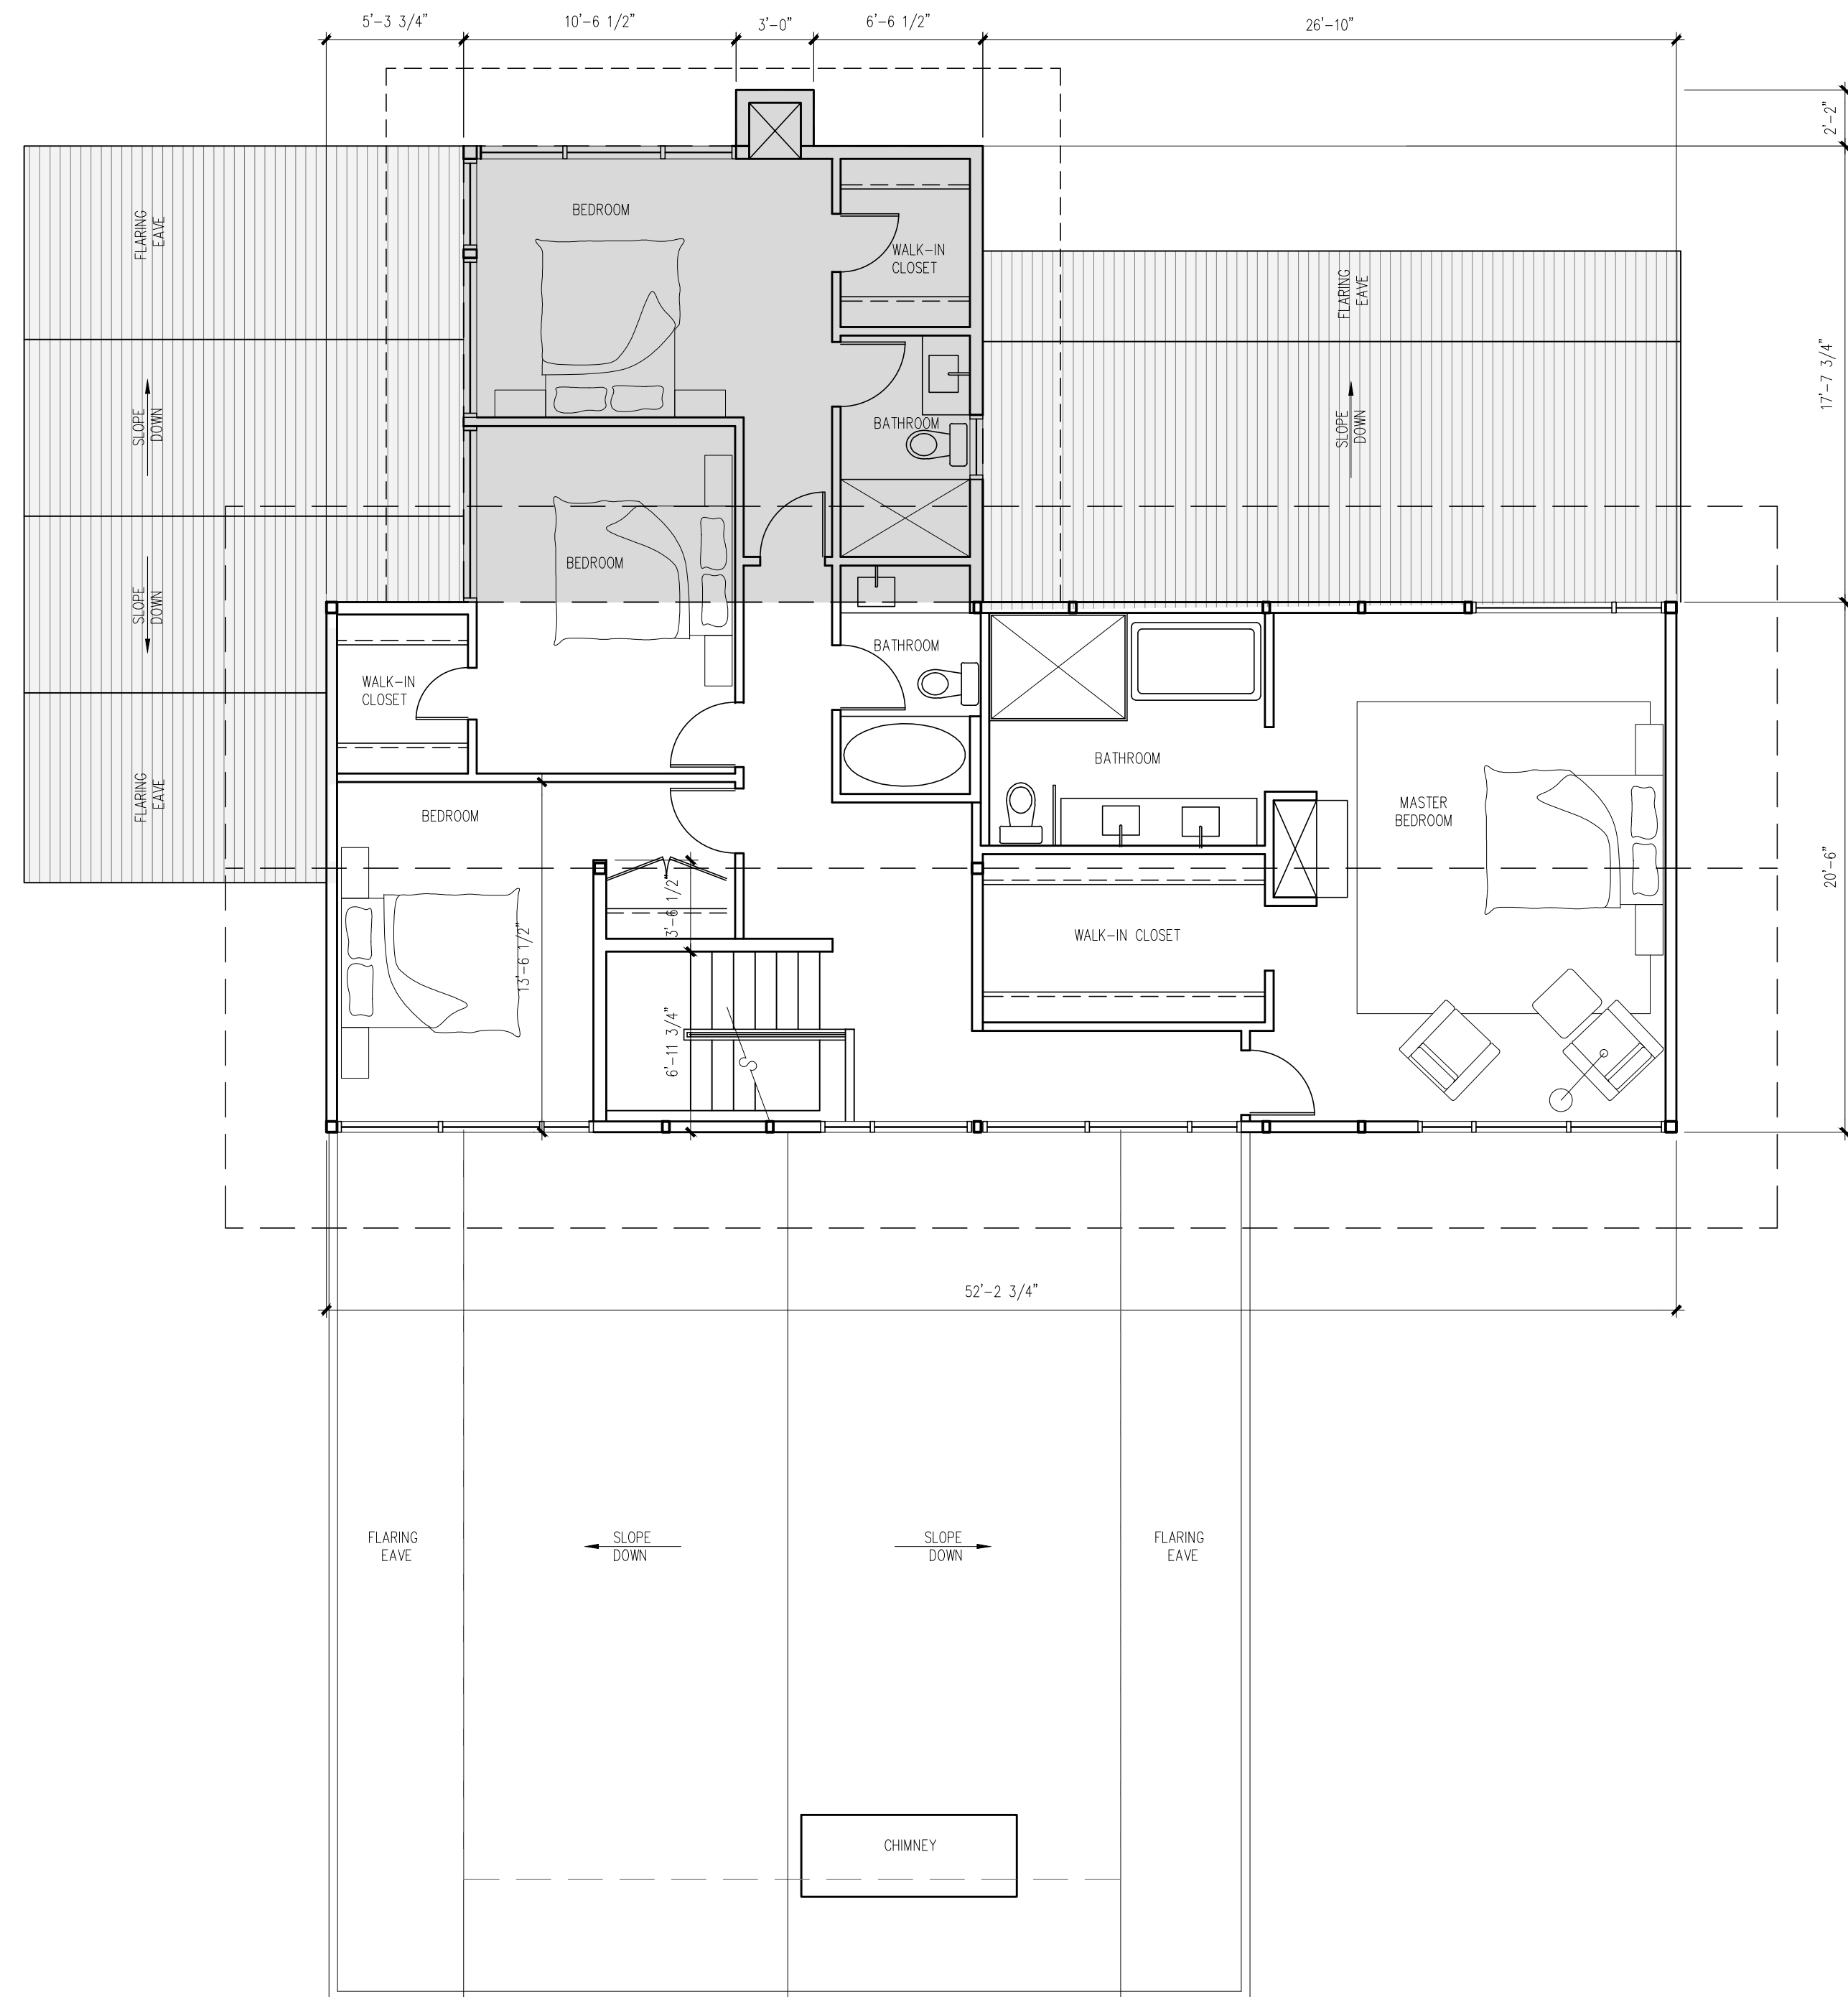 5'-3 3/4"
10'-6 1/2"
3'-0"
6'-6 1/2"
26'-10"
2'-2"
FLARING
EAVE
BEDROOM
WALK-IN
CLOSET
FLARING
EAVE
17'-7 3/4"
SLOPE
DOWN
BATHROOM
SLOPE
DOWN
SLOPE
DOWN
BEDROOM
BATHROOM
WALK-IN
CLOSET
BATHROOM
FLARING
EAVE
BEDROOM
MASTER
BEDROOM
20'-6"
3'-6 1/2"
13'-6 1/2"
WALK-IN CLOSET
6'-11 3/4"
52'-2 3/4"
FLARING
EAVE
SLOPE
DOWN
SLOPE
DOWN
FLARING
EAVE
CHIMNEY